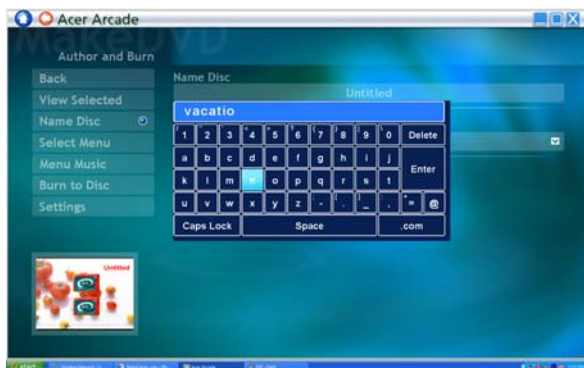 Acer Arcade
MakeDVD
Author and Burn
Back
View Selected
Name Disc
Select Menu
Menu Music
Burn to Disc
Settings
Name Disc
Untitled
vacatio
1 2 3 4 5 6 7 8 9 0 Delete
a b c d e f g h i j
Enter
k l m n o p q r s t
u v w x y z - . _ , = @
Caps Lock Space .com
Untitled
start